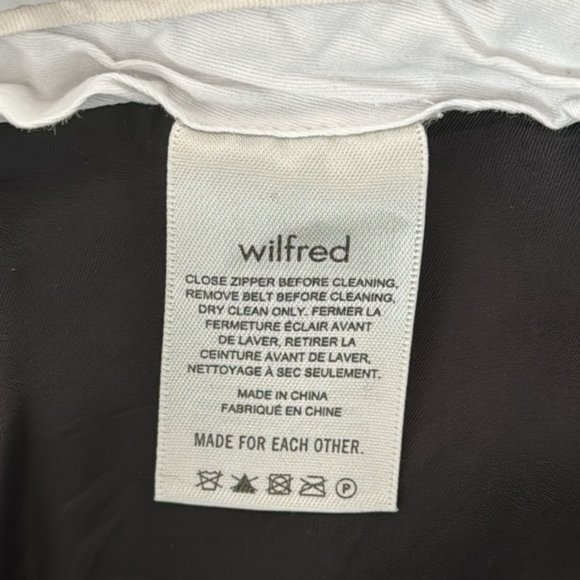 wilfred
CLOSE ZIPPER BEFORE CLEANING,
REMOVE BELT BEFORE CLEANING,
DRY CLEAN ONLY. FERMER LA
FERMETURE ÉCLAIR AVANT
DE LAVER, RETIRER LA
CEINTURE AVANT DE LAVER,
NETTOYAGE À SEC SEULEMENT.
MADE IN CHINA
FABRIQUÉ EN CHINE
MADE FOR EACH OTHER.
P